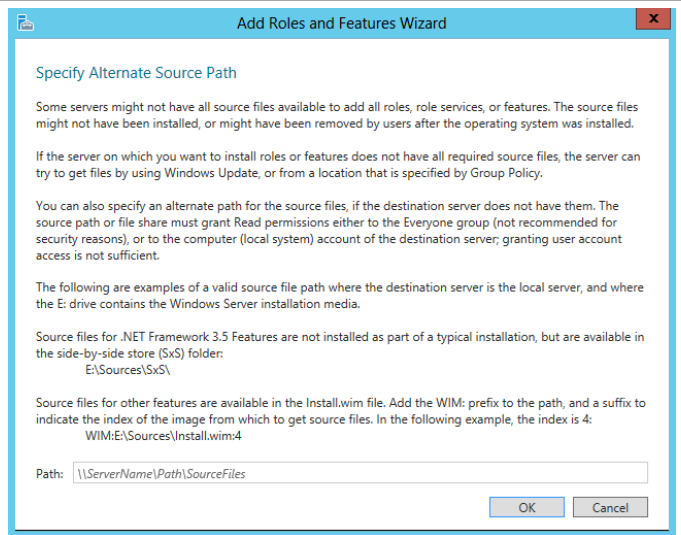 Add Roles and Features Wizard
x
Specify Alternate Source Path
Some servers might not have all source files available to add all roles, role services, or features. The source files
might not have been installed, or might have been removed by users after the operating system was installed.
If the server on which you want to install roles or features does not have all required source files, the server can
try to get files by using Windows Update, or from a location that is specified by Group Policy.
You can also specify an alternate path for the source files, if the destination server does not have them. The
source path or file share must grant Read permissions either to the Everyone group (not recommended for
security reasons), or to the computer (local system) account of the destination server; granting user account
access is not sufficient.
The following are examples of a valid source file path where the destination server is the local server, and where
the E: drive contains the Windows Server installation media.
Source files for .NET Framework 3.5 Features are not installed as part of a typical installation, but are available in
the side-by-side store (SxS) folder:
E:\Sources\SxS\
Source files for other features are available in the Install.wim file. Add the WIM: prefix to the path, and a suffix to
indicate the index of the image from which to get source files. In the following example, the index is 4:
WIM:E:\Sources\Install.wim:4
Path: \\ServerName\Path\SourceFiles
OK Cancel